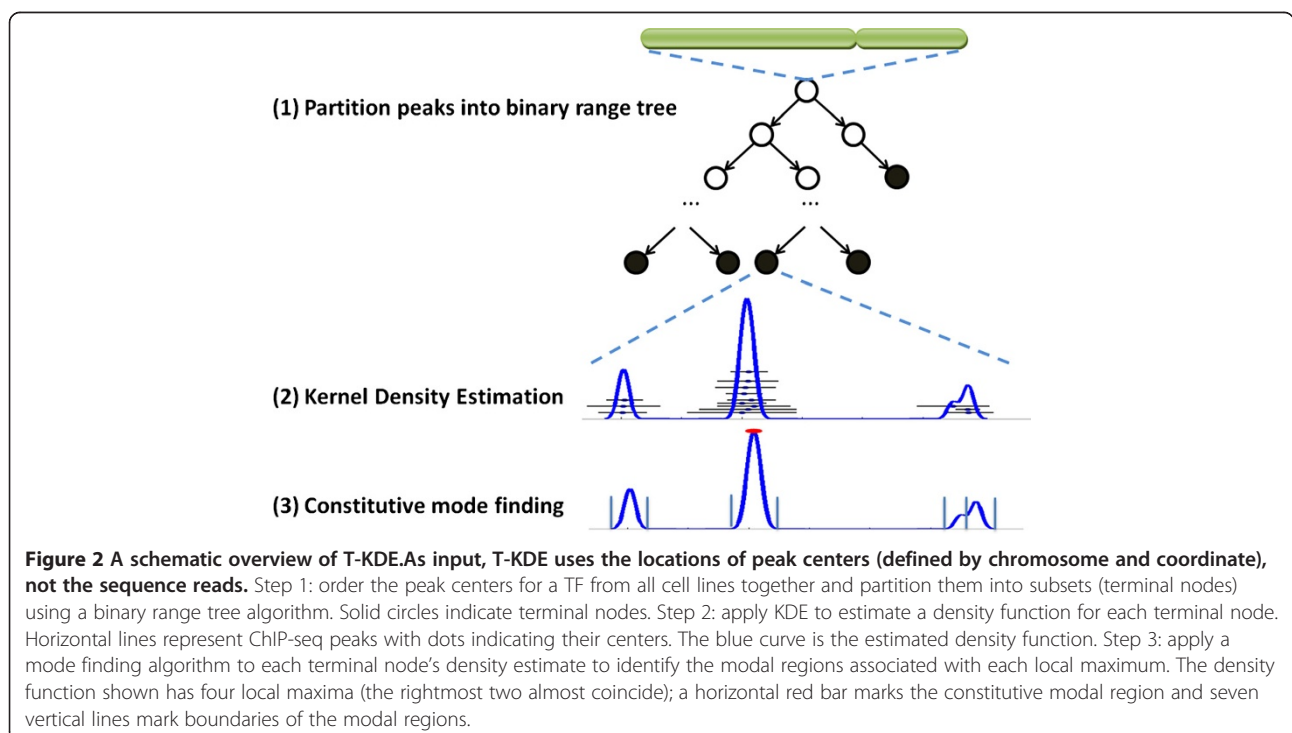 (1) Partition peaks into binary range tree
... ...
(2) Kernel Density Estimation
(3) Constitutive mode finding
Figure 2 A schematic overview of T-KDE.As input, T-KDE uses the locations of peak centers (defined by chromosome and coordinate),
not the sequence reads. Step 1: order the peak centers for a TF from all cell lines together and partition them into subsets (terminal nodes)
using a binary range tree algorithm. Solid circles indicate terminal nodes. Step 2: apply KDE to estimate a density function for each terminal node.
Horizontal lines represent ChIP-seq peaks with dots indicating their centers. The blue curve is the estimated density function. Step 3: apply a
mode finding algorithm to each terminal node's density estimate to identify the modal regions associated with each local maximum. The density
function shown has four local maxima (the rightmost two almost coincide); a horizontal red bar marks the constitutive modal region and seven
vertical lines mark boundaries of the modal regions.